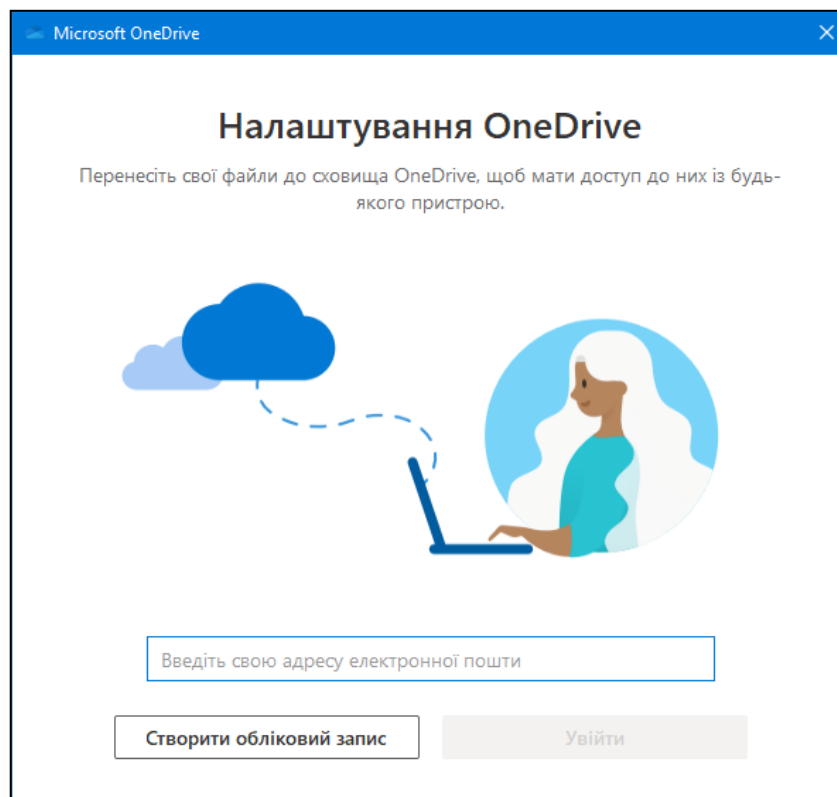 Microsoft OneDrive
Налаштування OneDrive
Перенесіть свої файли до сховища OneDrive, щоб мати доступ до них із будь-
якого пристрою.
Введіть свою адресу електронної пошти
Створити обліковий запис
Увійти